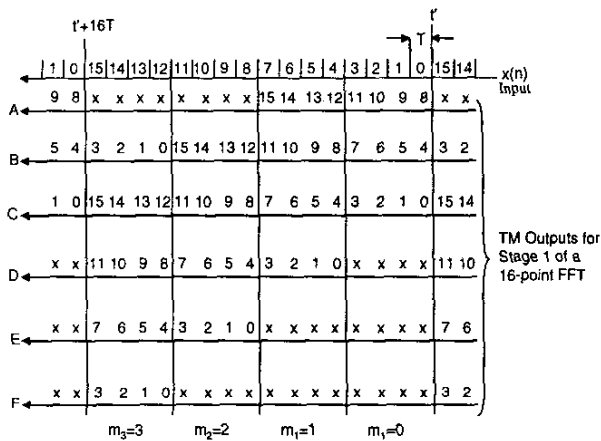 t'+16T t'
T
1 0 15 14 13 12 11 10 9 8 7 6 5 4 3 2 1 0 15 14 x(n)
Input
A 9 8 x x x x x x x x 15 14 13 12 11 10 9 8 x x
B 5 4 3 2 1 0 15 14 13 12 11 10 9 8 7 6 5 4 3 2
C 1 0 15 14 13 12 11 10 9 8 7 6 5 4 3 2 1 0 15 14
D x x 11 10 9 8 7 6 5 4 3 2 1 0 x x x x 11 10
E x x 7 6 5 4 3 2 1 0 x x x x x x x x 7 6
F x x 3 2 1 0 x x x x x x x x x x x x 3 2
TM Outputs for
Stage 1 of a
16-point FFT
m₃=3 m₂=2 m₁=1 m₁=0